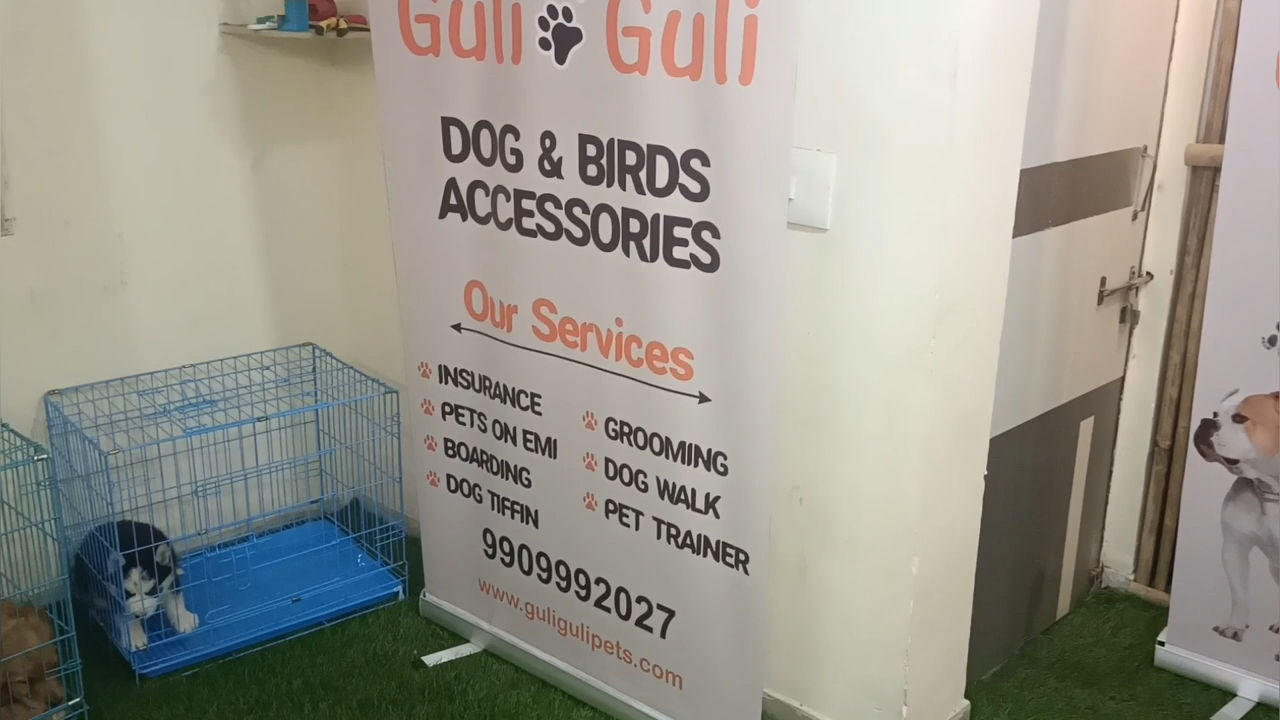 Guli Guli
DOG & BIRDS
ACCESSORIES
Our Services
INSURANCE
PETS ON EMI
BOARDING
DOG TIFFIN
GROOMING
DOG WALK
PET TRAINER
9909992027
www.guligulipets.com